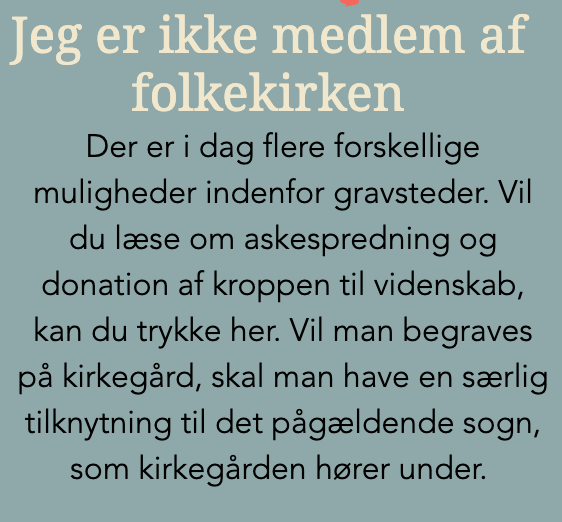 Jeg er ikke medlem af
folkekirken
Der er i dag flere forskellige
muligheder indenfor gravsteder. Vil
du læse om askespredning og
donation af kroppen til videnskab,
kan du trykke her. Vil man begraves
på kirkegård, skal man have en særlig
tilknytning til det pågældende sogn,
som kirkegården hører under.